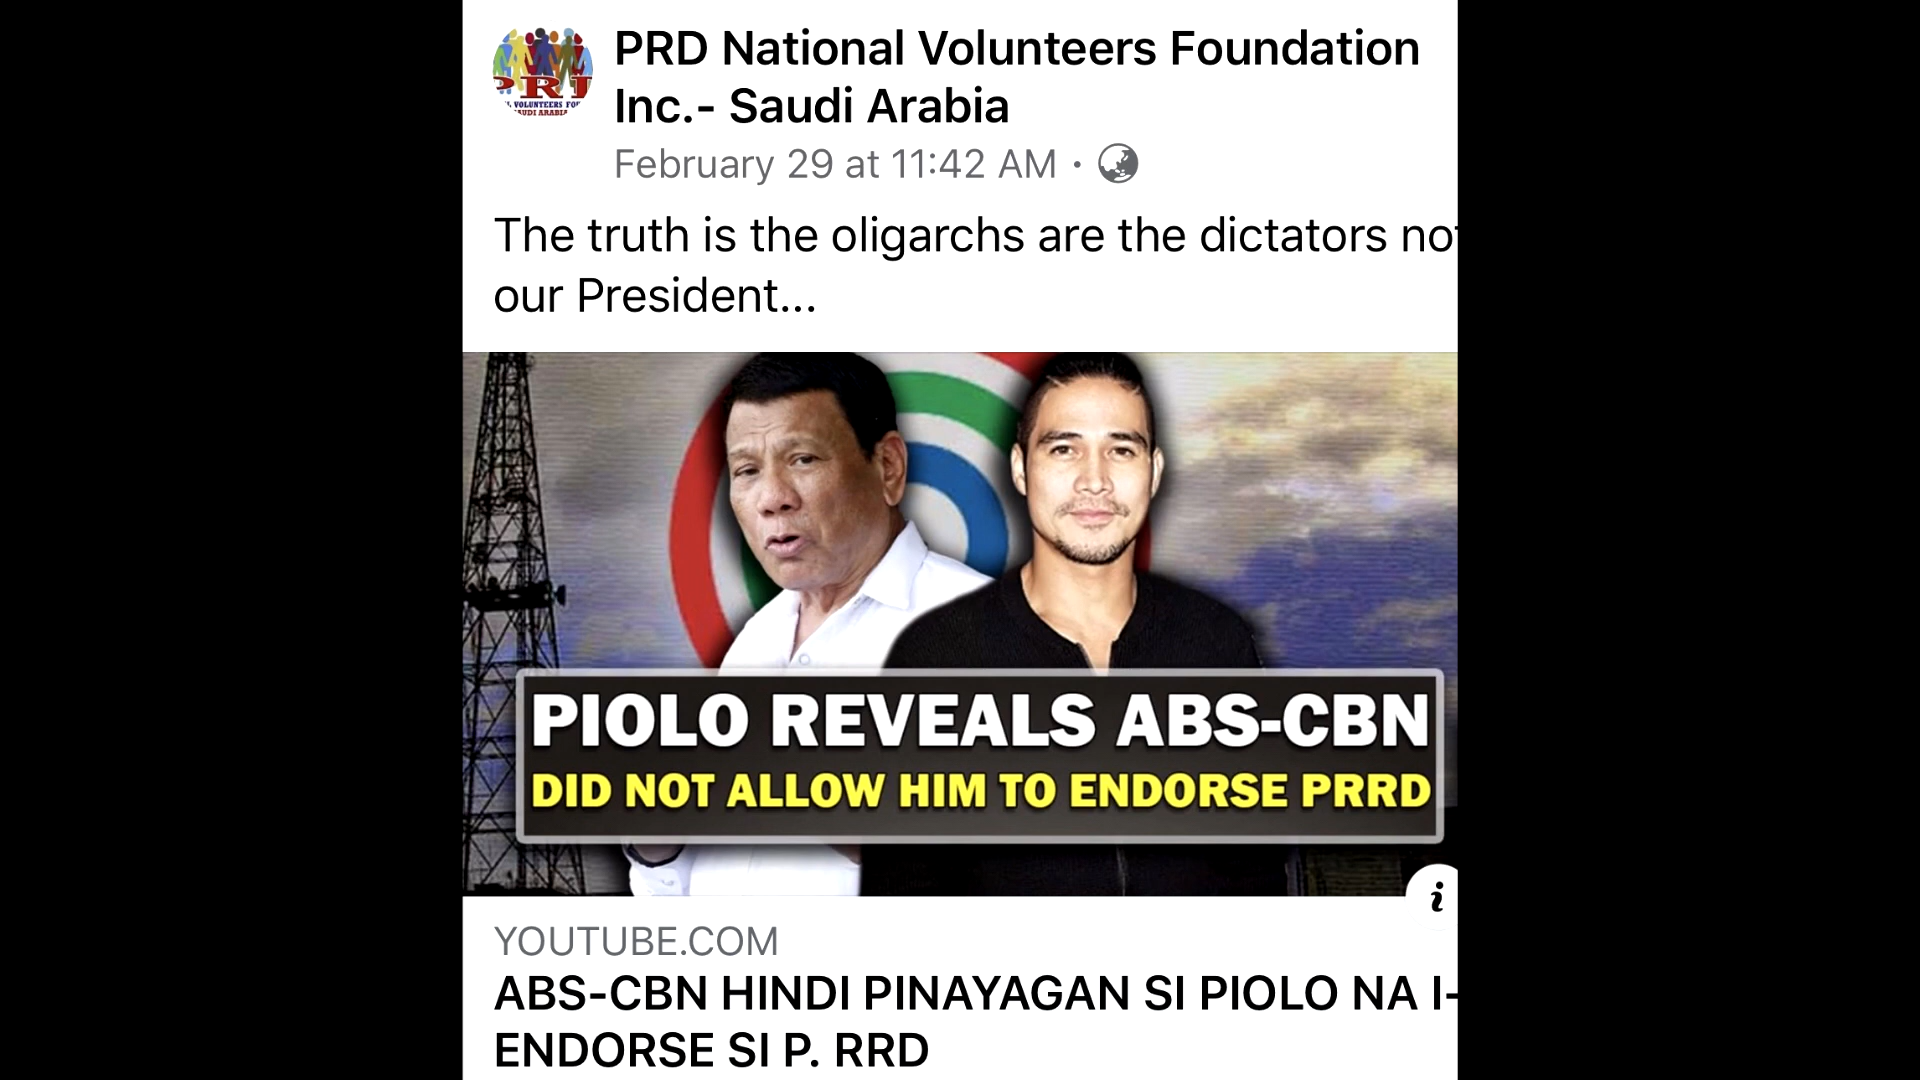 PRD National Volunteers Foundation
Inc.- Saudi Arabia
February 29 at 11:42 AM ·
The truth is the oligarchs are the dictators not
our President...
PIOLO REVEALS ABS-CBN
DID NOT ALLOW HIM TO ENDORSE PRRD
i
YOUTUBE.COM
ABS-CBN HINDI PINAYAGAN SI PIOLO NA I-
ENDORSE SI P. RRD